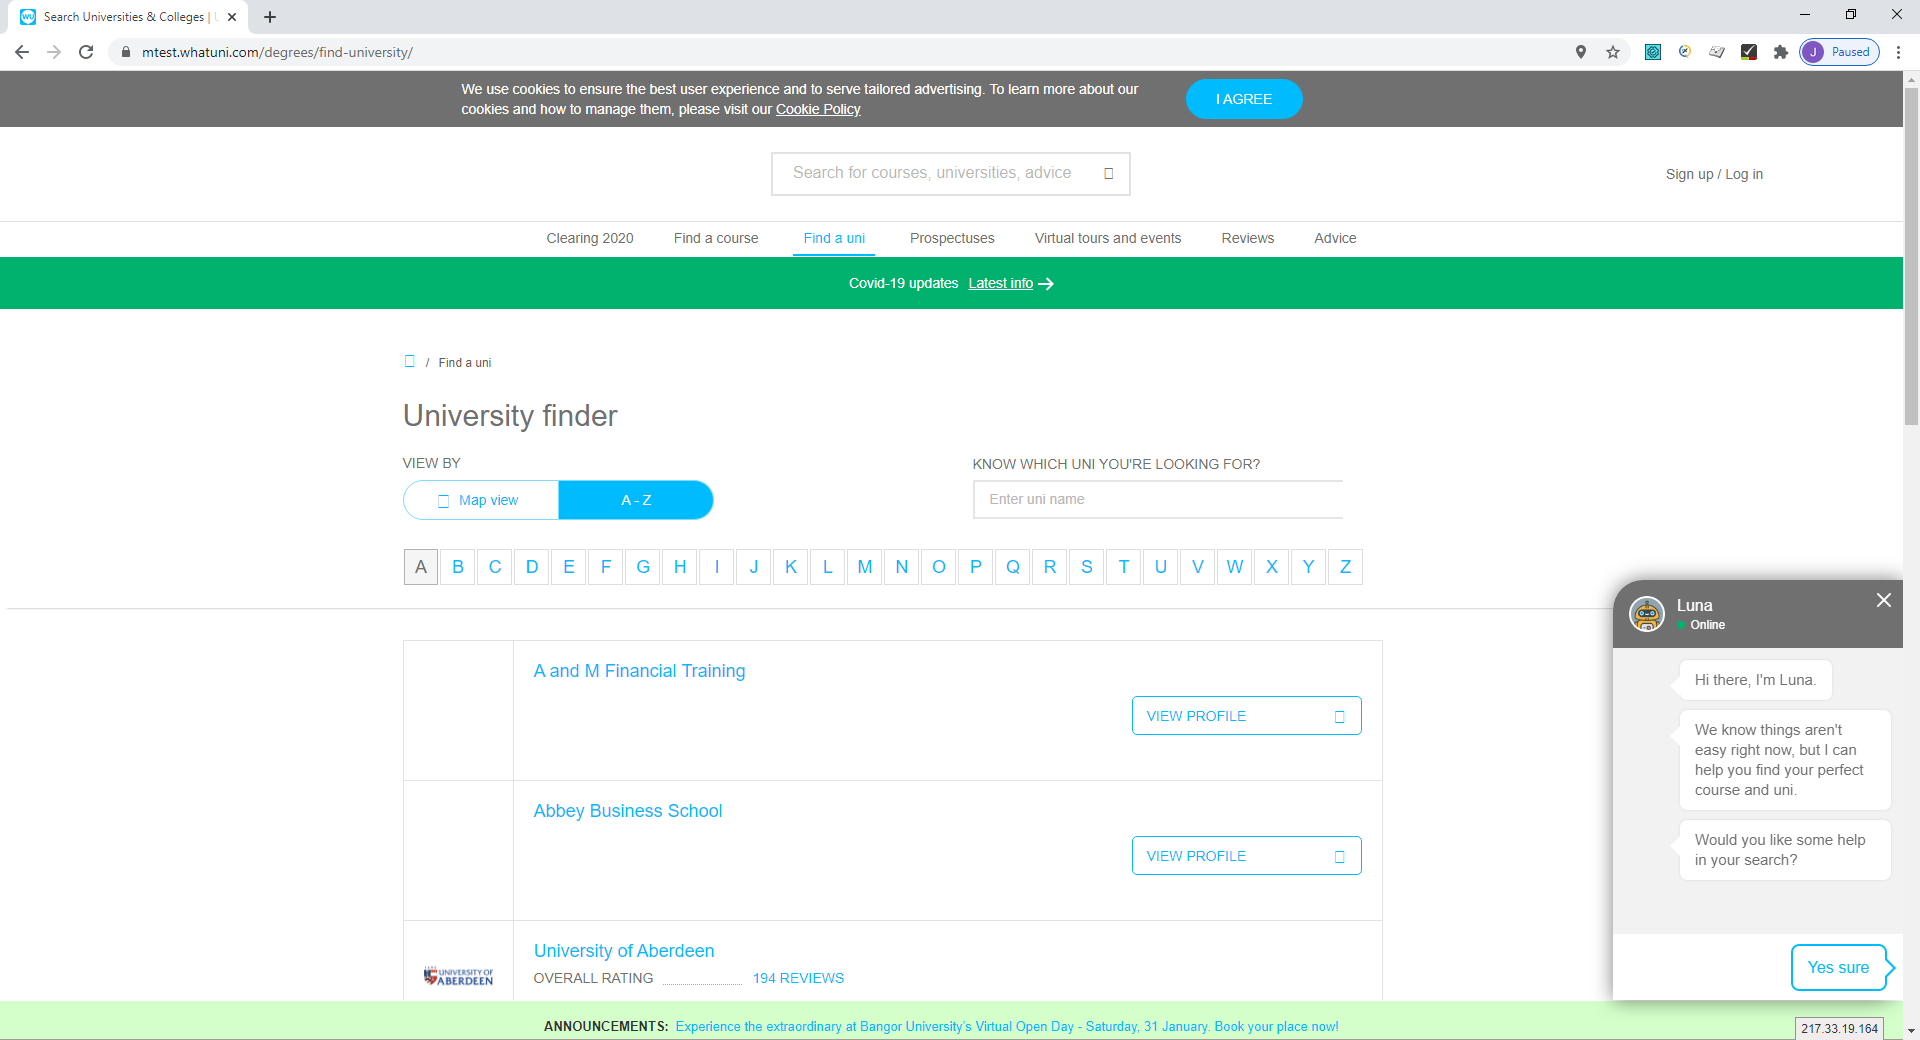 Search Universities & Colleges |
mtest.whatuni.com/degrees/find-university/
J Paused
We use cookies to ensure the best user experience and to serve tailored advertising. To learn more about our
cookies and how to manage them, please visit our Cookie Policy
I AGREE
Search for courses, universities, advice
Sign up / Log in
Clearing 2020 Find a course Find a uni Prospectuses Virtual tours and events Reviews Advice
Covid-19 updates Latest info
/ Find a uni
University finder
VIEW BY
KNOW WHICH UNI YOU'RE LOOKING FOR?
Map view A - Z
Enter uni name
A B C D E F G H I J K L M N O P Q R S T U V W X Y Z
A and M Financial Training
VIEW PROFILE
Abbey Business School
VIEW PROFILE
UNIVERSITY OF
ABERDEEN
University of Aberdeen
OVERALL RATING 194 REVIEWS
Luna
Online
Hi there, I'm Luna.
We know things aren't
easy right now, but I can
help you find your perfect
course and uni.
Would you like some help
in your search?
Yes sure
ANNOUNCEMENTS: Experience the extraordinary at Bangor University's Virtual Open Day - Saturday, 31 January. Book your place now!
217.33.19.164